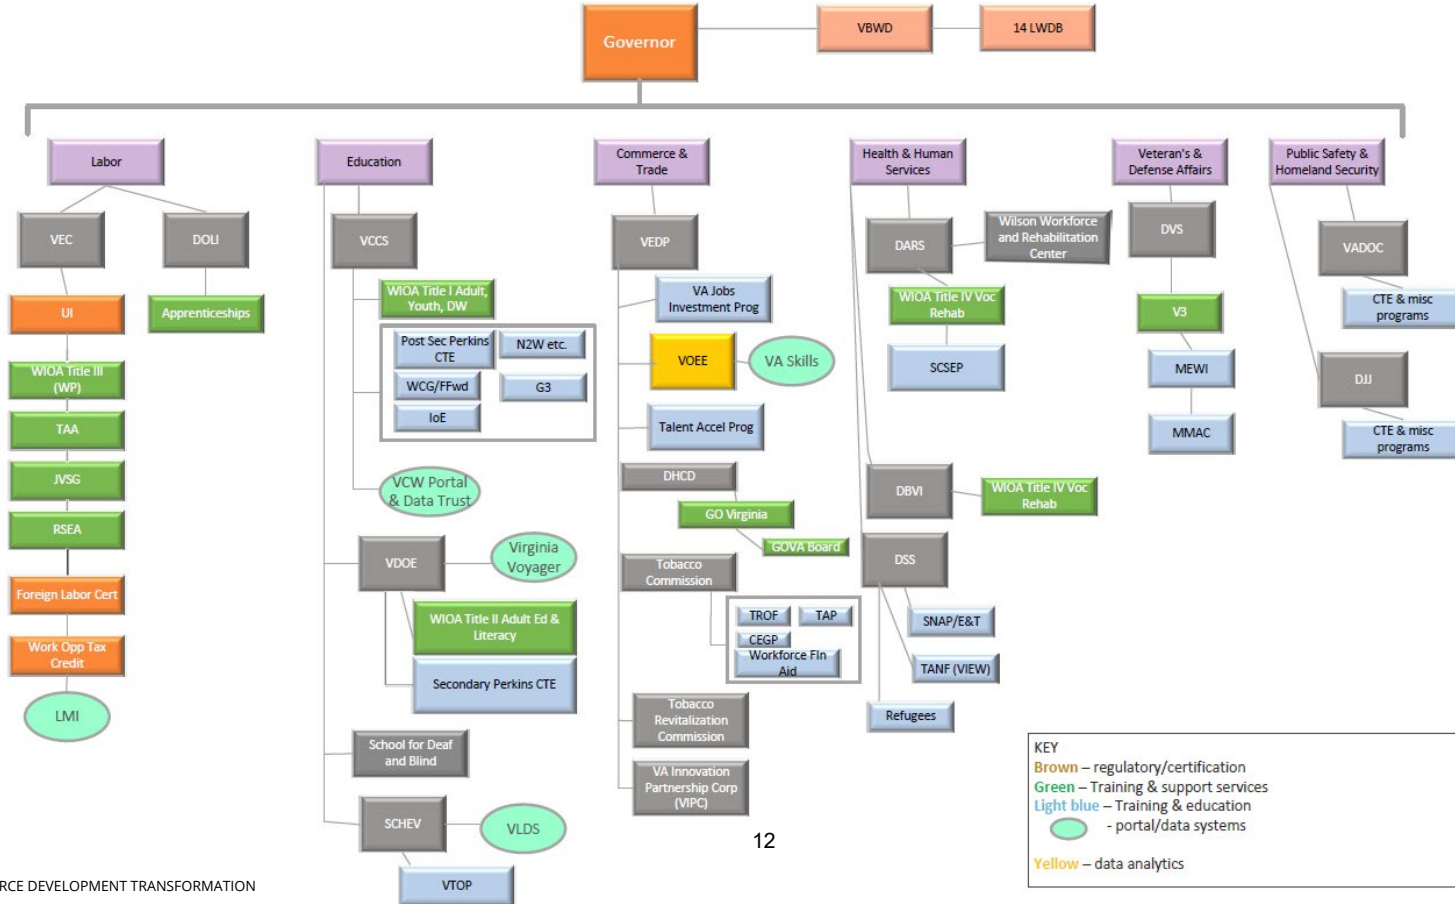 Governor
VBWD
14 LWDB
Labor
VEC
DOLI
UI
Apprenticeships
WIOA Title III
(WP)
TAA
JVSG
RSEA
Foreign Labor Cert
Work Opp Tax
Credit
LMI
Education
VCCS
WIOA Title I Adult,
Youth, DW
Post Sec Perkins
CTE
N2W etc.
WCG/FFwd
G3
IoE
VCW Portal
& Data Trust
VDOE
Virginia
Voyager
WIOA Title II Adult Ed &
Literacy
Secondary Perkins CTE
School for Deaf
and Blind
SCHEV
VLDS
VTOP
Commerce &
Trade
VEDP
VA Jobs
Investment Prog
VOEE
VA Skills
Talent Accel Prog
DHCD
GO Virginia
GOVA Board
Tobacco
Commission
TROF
TAP
CEGP
Workforce FIn
Aid
Tobacco
Revitalization
Commission
VA Innovation
Partnership Corp
(VIPC)
Health & Human
Services
DARS
Wilson Workforce
and Rehabilitation
Center
WIOA Title IV Voc
Rehab
SCSEP
DBVI
WIOA Title IV Voc
Rehab
DSS
SNAP/E&T
TANF (VIEW)
Refugees
Veteran's &
Defense Affairs
DVS
V3
MEWI
MMAC
Public Safety &
Homeland Security
VADOC
CTE & misc
programs
DJJ
CTE & misc
programs
KEY
Brown – regulatory/certification
Green – Training & support services
Light blue – Training & education
- portal/data systems
Yellow – data analytics
12
RCE DEVELOPMENT TRANSFORMATION